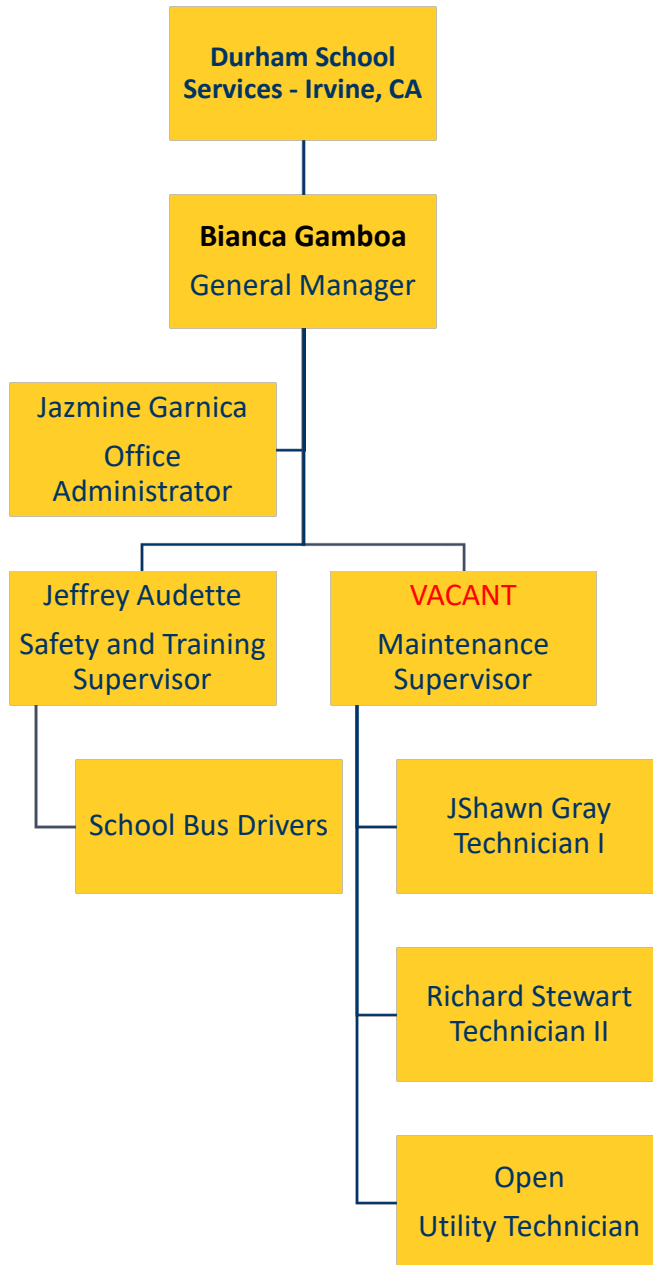 Durham School
Services - Irvine, CA
Bianca Gamboa
General Manager
Jazmine Garnica
Office
Administrator
Jeffrey Audette
Safety and Training
Supervisor
VACANT
Maintenance
Supervisor
School Bus Drivers
JShawn Gray
Technician I
Richard Stewart
Technician II
Open
Utility Technician